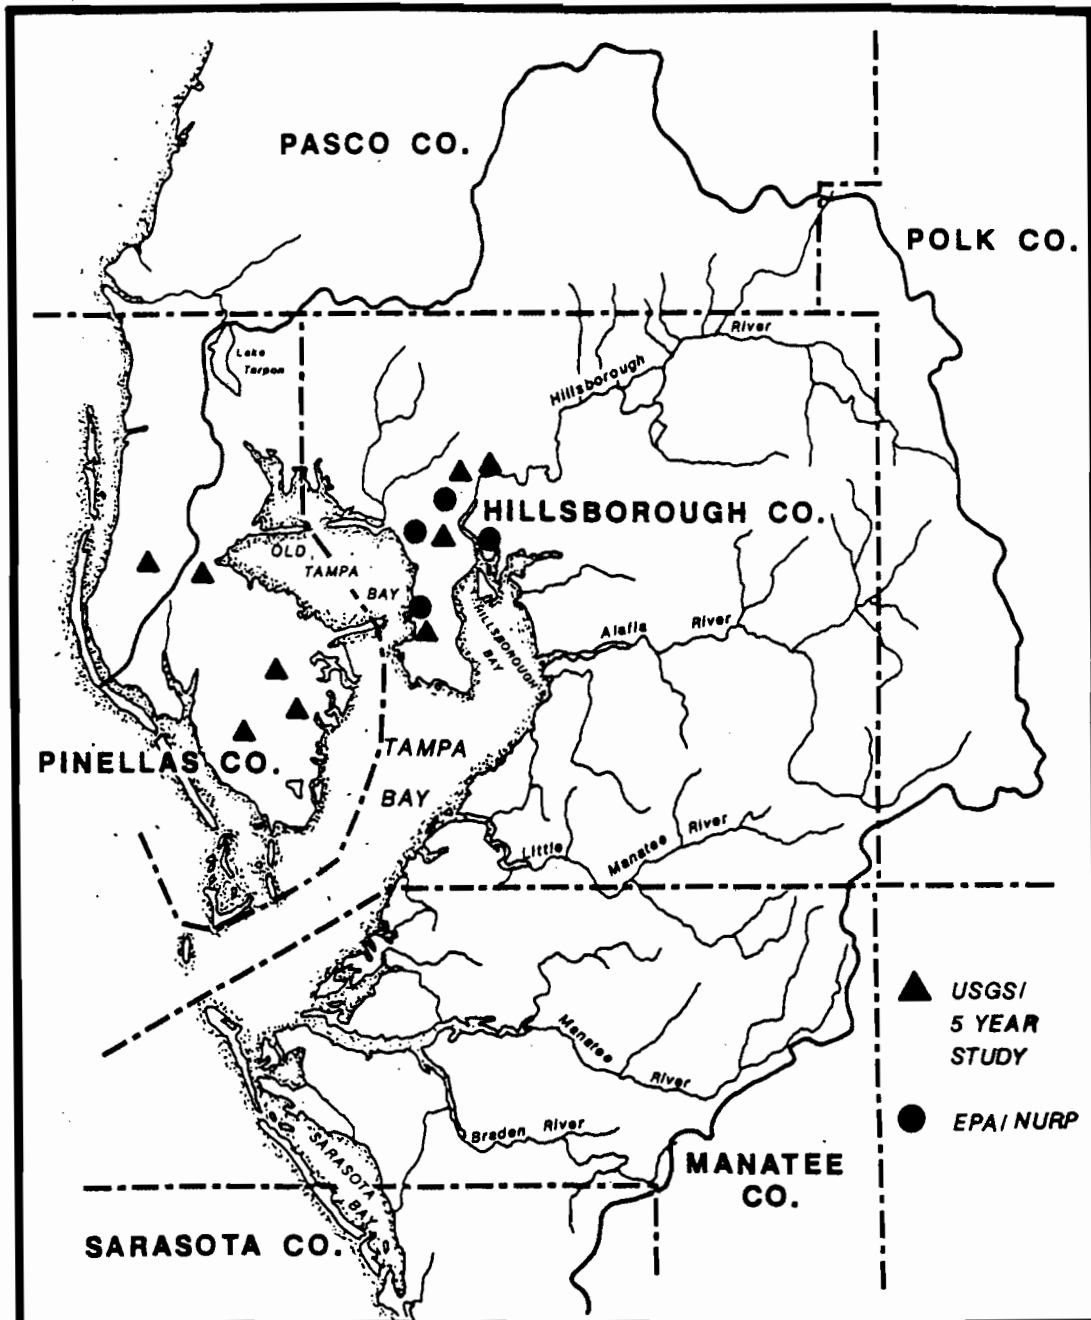 PASCO CO.
POLK CO.
Lake
Tarpon
Hillsborough
River
HILLSBOROUGH CO.
OLD
TAMPA
BAY
HILLSBOROUGH
BAY
Alafia
River
PINELLAS CO.
TAMPA
BAY
Little
Manatee
River
USGS/
5 YEAR
STUDY
Manatee
River
EPA/NURP
Braden River
SARASOTA
BAY
MANATEE
CO.
SARASOTA CO.